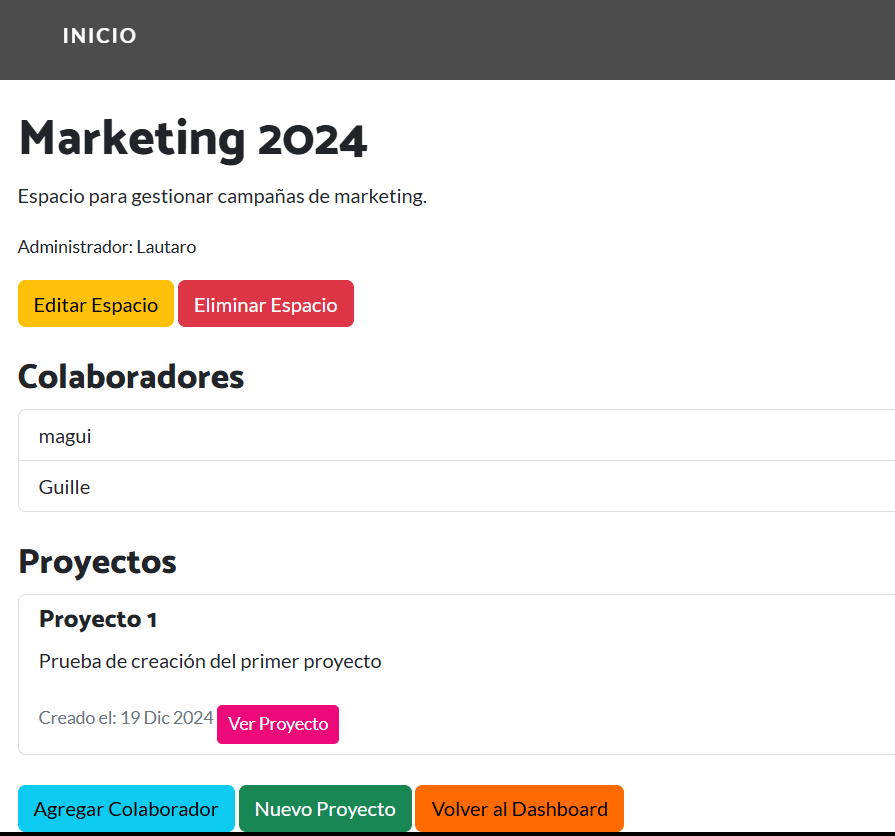 INICIO
Marketing 2024
Espacio para gestionar campañas de marketing.
Administrador: Lautaro
Editar Espacio Eliminar Espacio
Colaboradores
magui
Guille
Proyectos
Proyecto 1
Prueba de creación del primer proyecto
Creado el: 19 Dic 2024 Ver Proyecto
Agregar Colaborador Nuevo Proyecto Volver al Dashboard